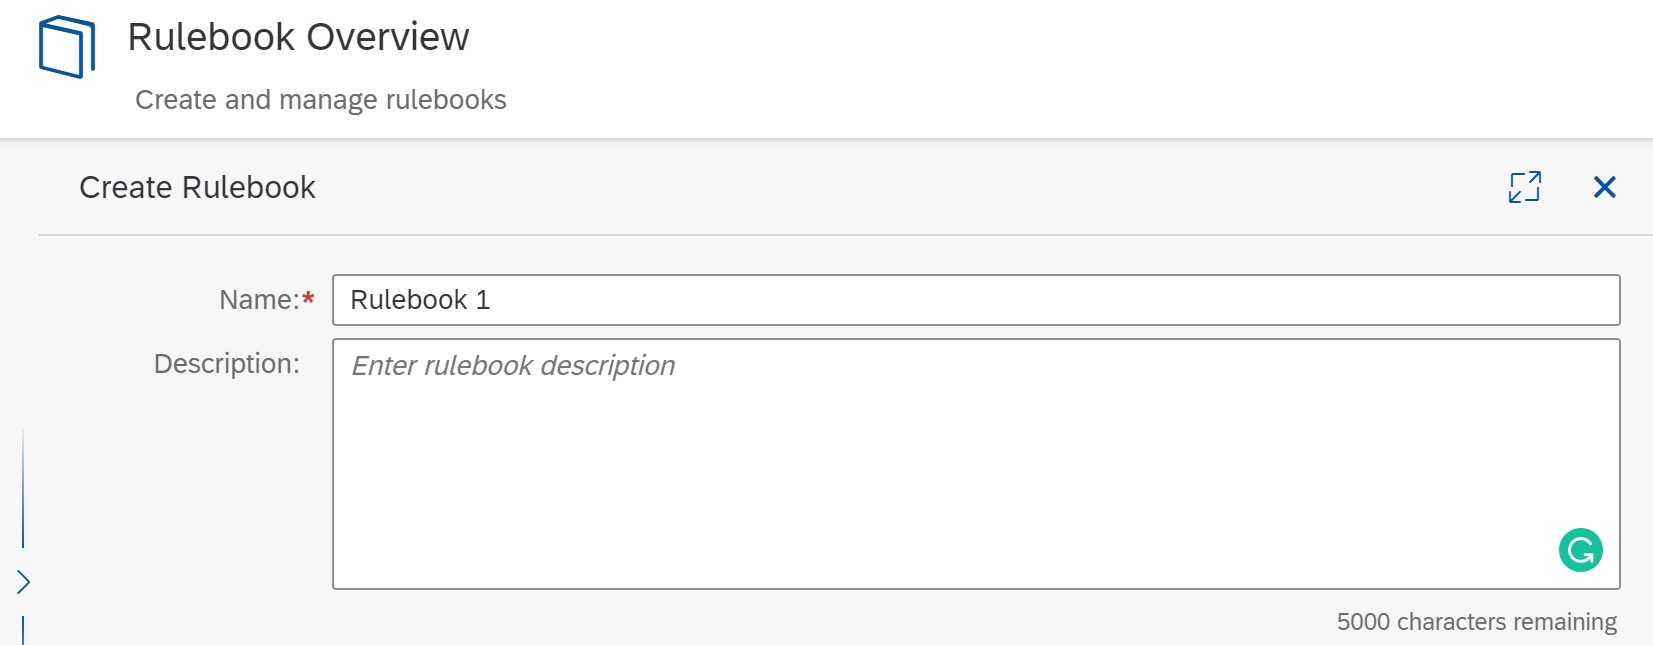 Rulebook Overview
Create and manage rulebooks
Create Rulebook
Name:* Rulebook 1
Description: Enter rulebook description
5000 characters remaining